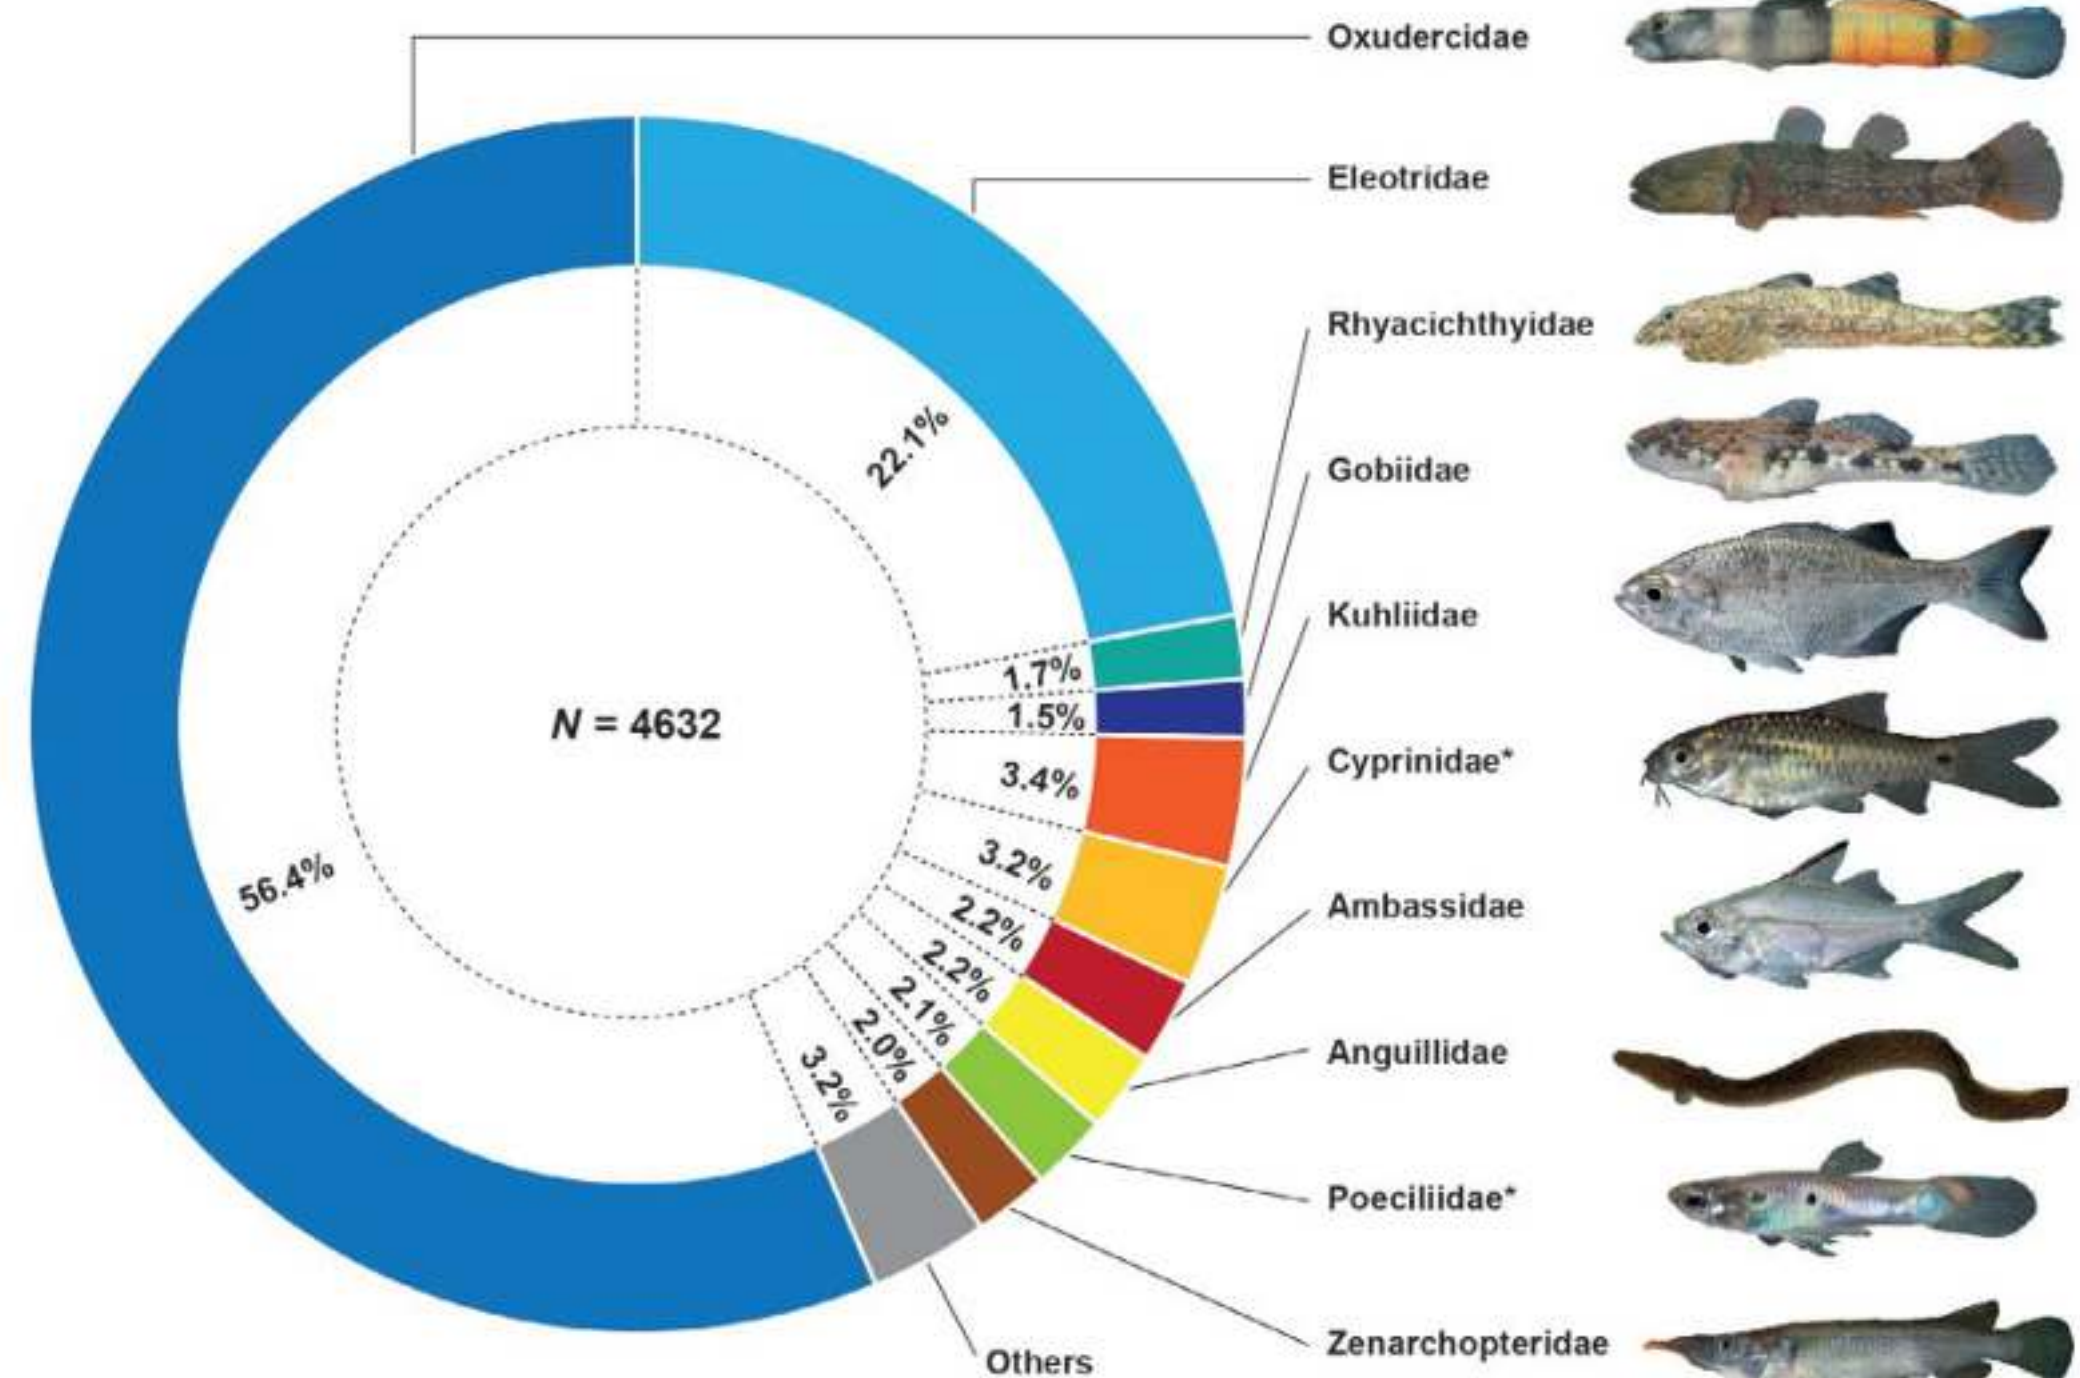 Oxudercidae
Eleotridae
Rhyacichthyidae
Gobiidae
Kuhliidae
Cyprinidae*
Ambassidae
Anguillidae
Poeciliidae*
Zenarchopteridae
Others
22.1%
1.7%
1.5%
3.4%
3.2%
2.2%
2.2%
2.1%
2.0%
3.2%
56.4%
N = 4632